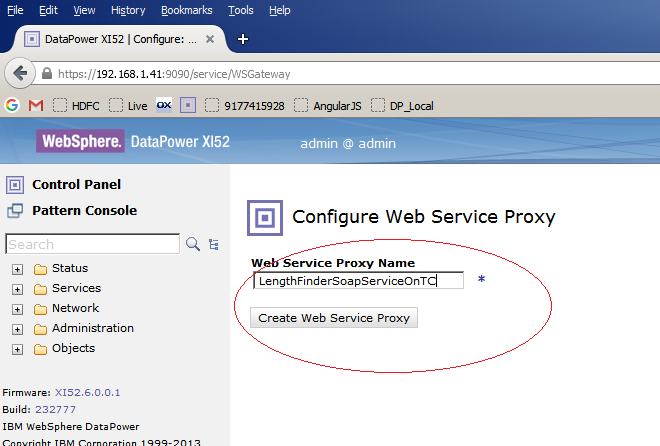 File Edit View History Bookmarks Tools Help
DataPower XI52 | Configure: ... × +
https://192.168.1.41:9090/service/WSGateway
HDFC Live OX 9177415928 AngularJS DP_Local
WebSphere. DataPower XI52 admin @ admin
Control Panel
Pattern Console
Search
Status
Services
Network
Administration
Objects
Firmware: XI52.6.0.0.1
Build: 232777
IBM WebSphere DataPower
Copyright IBM Corporation 1999-2013
Configure Web Service Proxy
Web Service Proxy Name
LengthFinderSoapServiceOnTC *
Create Web Service Proxy